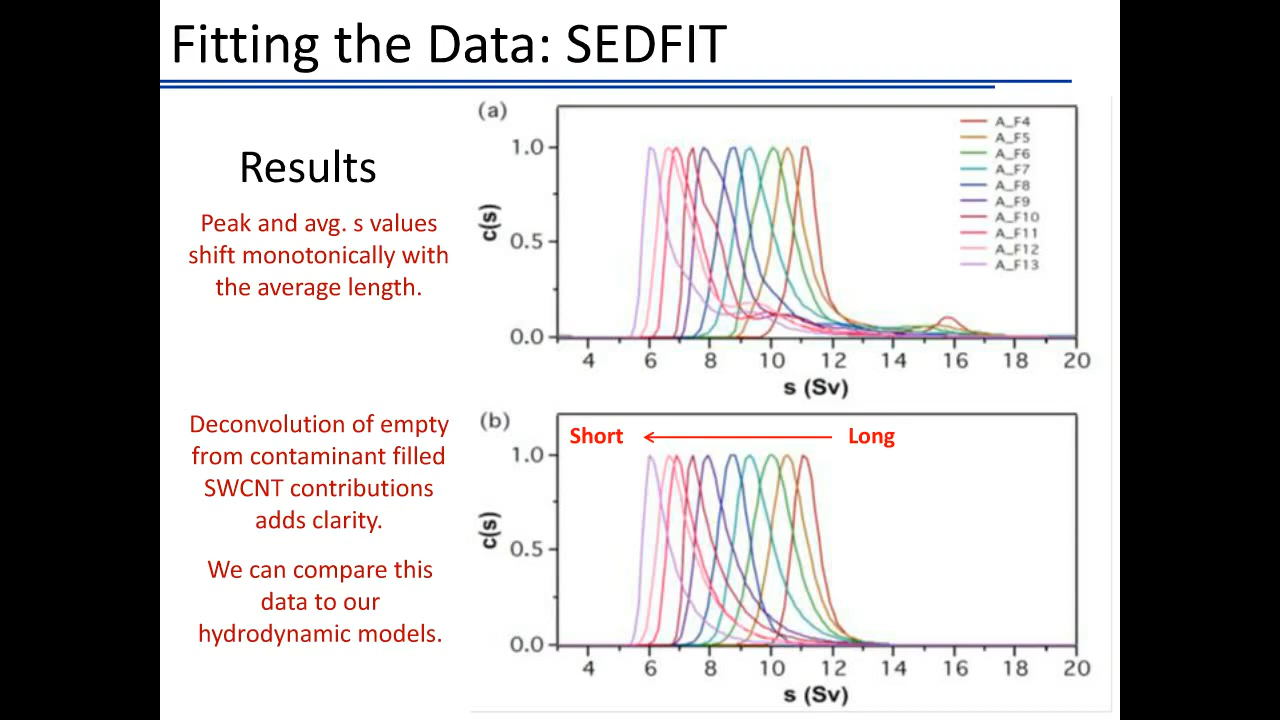 Fitting the Data: SEDFIT
Results
Peak and avg. s values
shift monotonically with
the average length.
Deconvolution of empty
from contaminant filled
SWCNT contributions
adds clarity.
We can compare this
data to our
hydrodynamic models.
(a)
A_F4
A_F5
A_F6
A_F7
A_F8
A_F9
A_F10
A_F11
A_F12
A_F13
1.0
0.5
0.0
c(s)
4 6 8 10 12 14 16 18 20
s (Sv)
(b)
Short Long
1.0
0.5
0.0
c(s)
4 6 8 10 12 14 16 18 20
s (Sv)